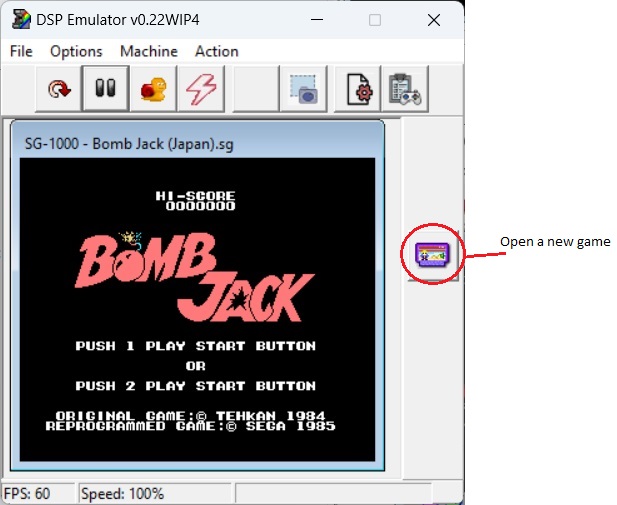 DSP Emulator v0.22WIP4
File Options Machine Action
SG-1000 - Bomb Jack (Japan).sg
HI-SCORE
0000000
BOMB
JACK
Open a new game
PUSH 1 PLAY START BUTTON
OR
PUSH 2 PLAY START BUTTON
ORIGINAL GAME:© TEHKAN 1984
REPROGRAMMED GAME:© SEGA 1985
FPS: 60 Speed: 100%